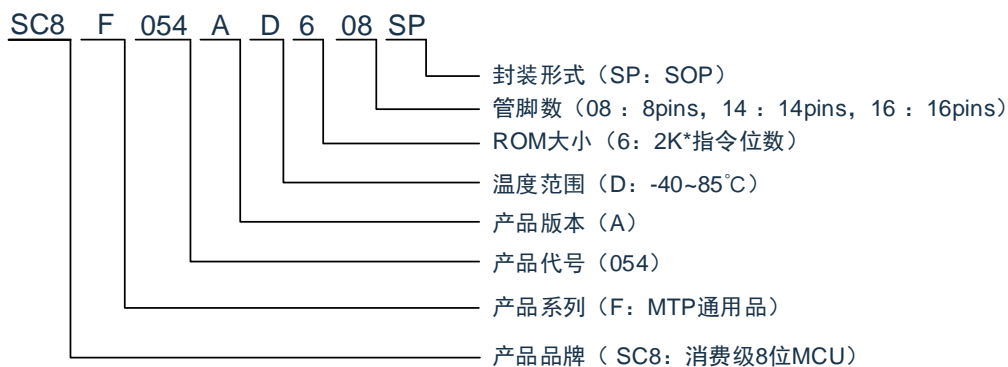 SC8 F 054 A D 6 08 SP
封装形式（SP：SOP）
管脚数（08 ：8pins，14 ：14pins，16 ：16pins）
ROM大小（6：2K*指令位数）
温度范围（D：-40~85℃）
产品版本（A）
产品代号（054）
产品系列（F：MTP通用品）
产品品牌（ SC8：消费级8位MCU）